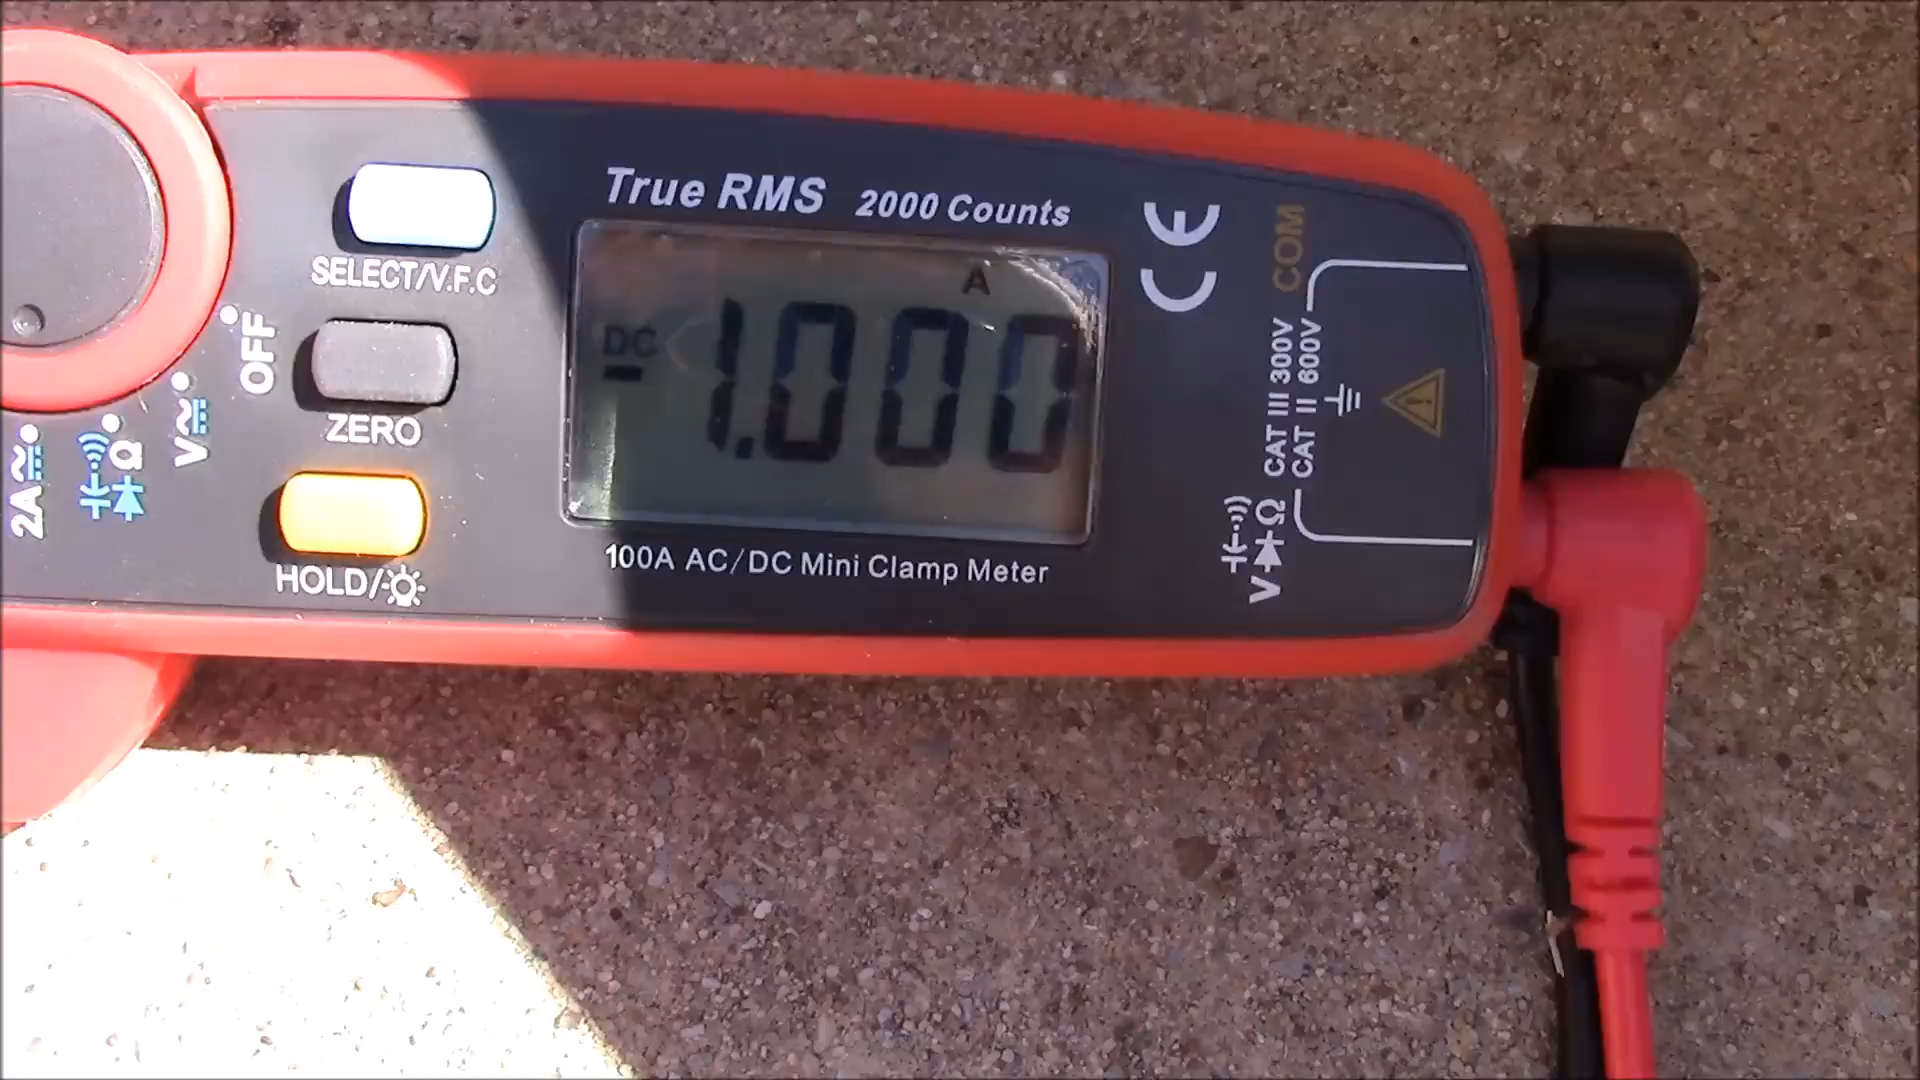 True RMS 2000 Counts
SELECT/V.F.C
A
DC
-1.000
OFF
ZERO
V
Ω
2A
HOLD/
100A AC/DC Mini Clamp Meter
CE
COM
CAT III 300V
CAT II 600V
VΩ